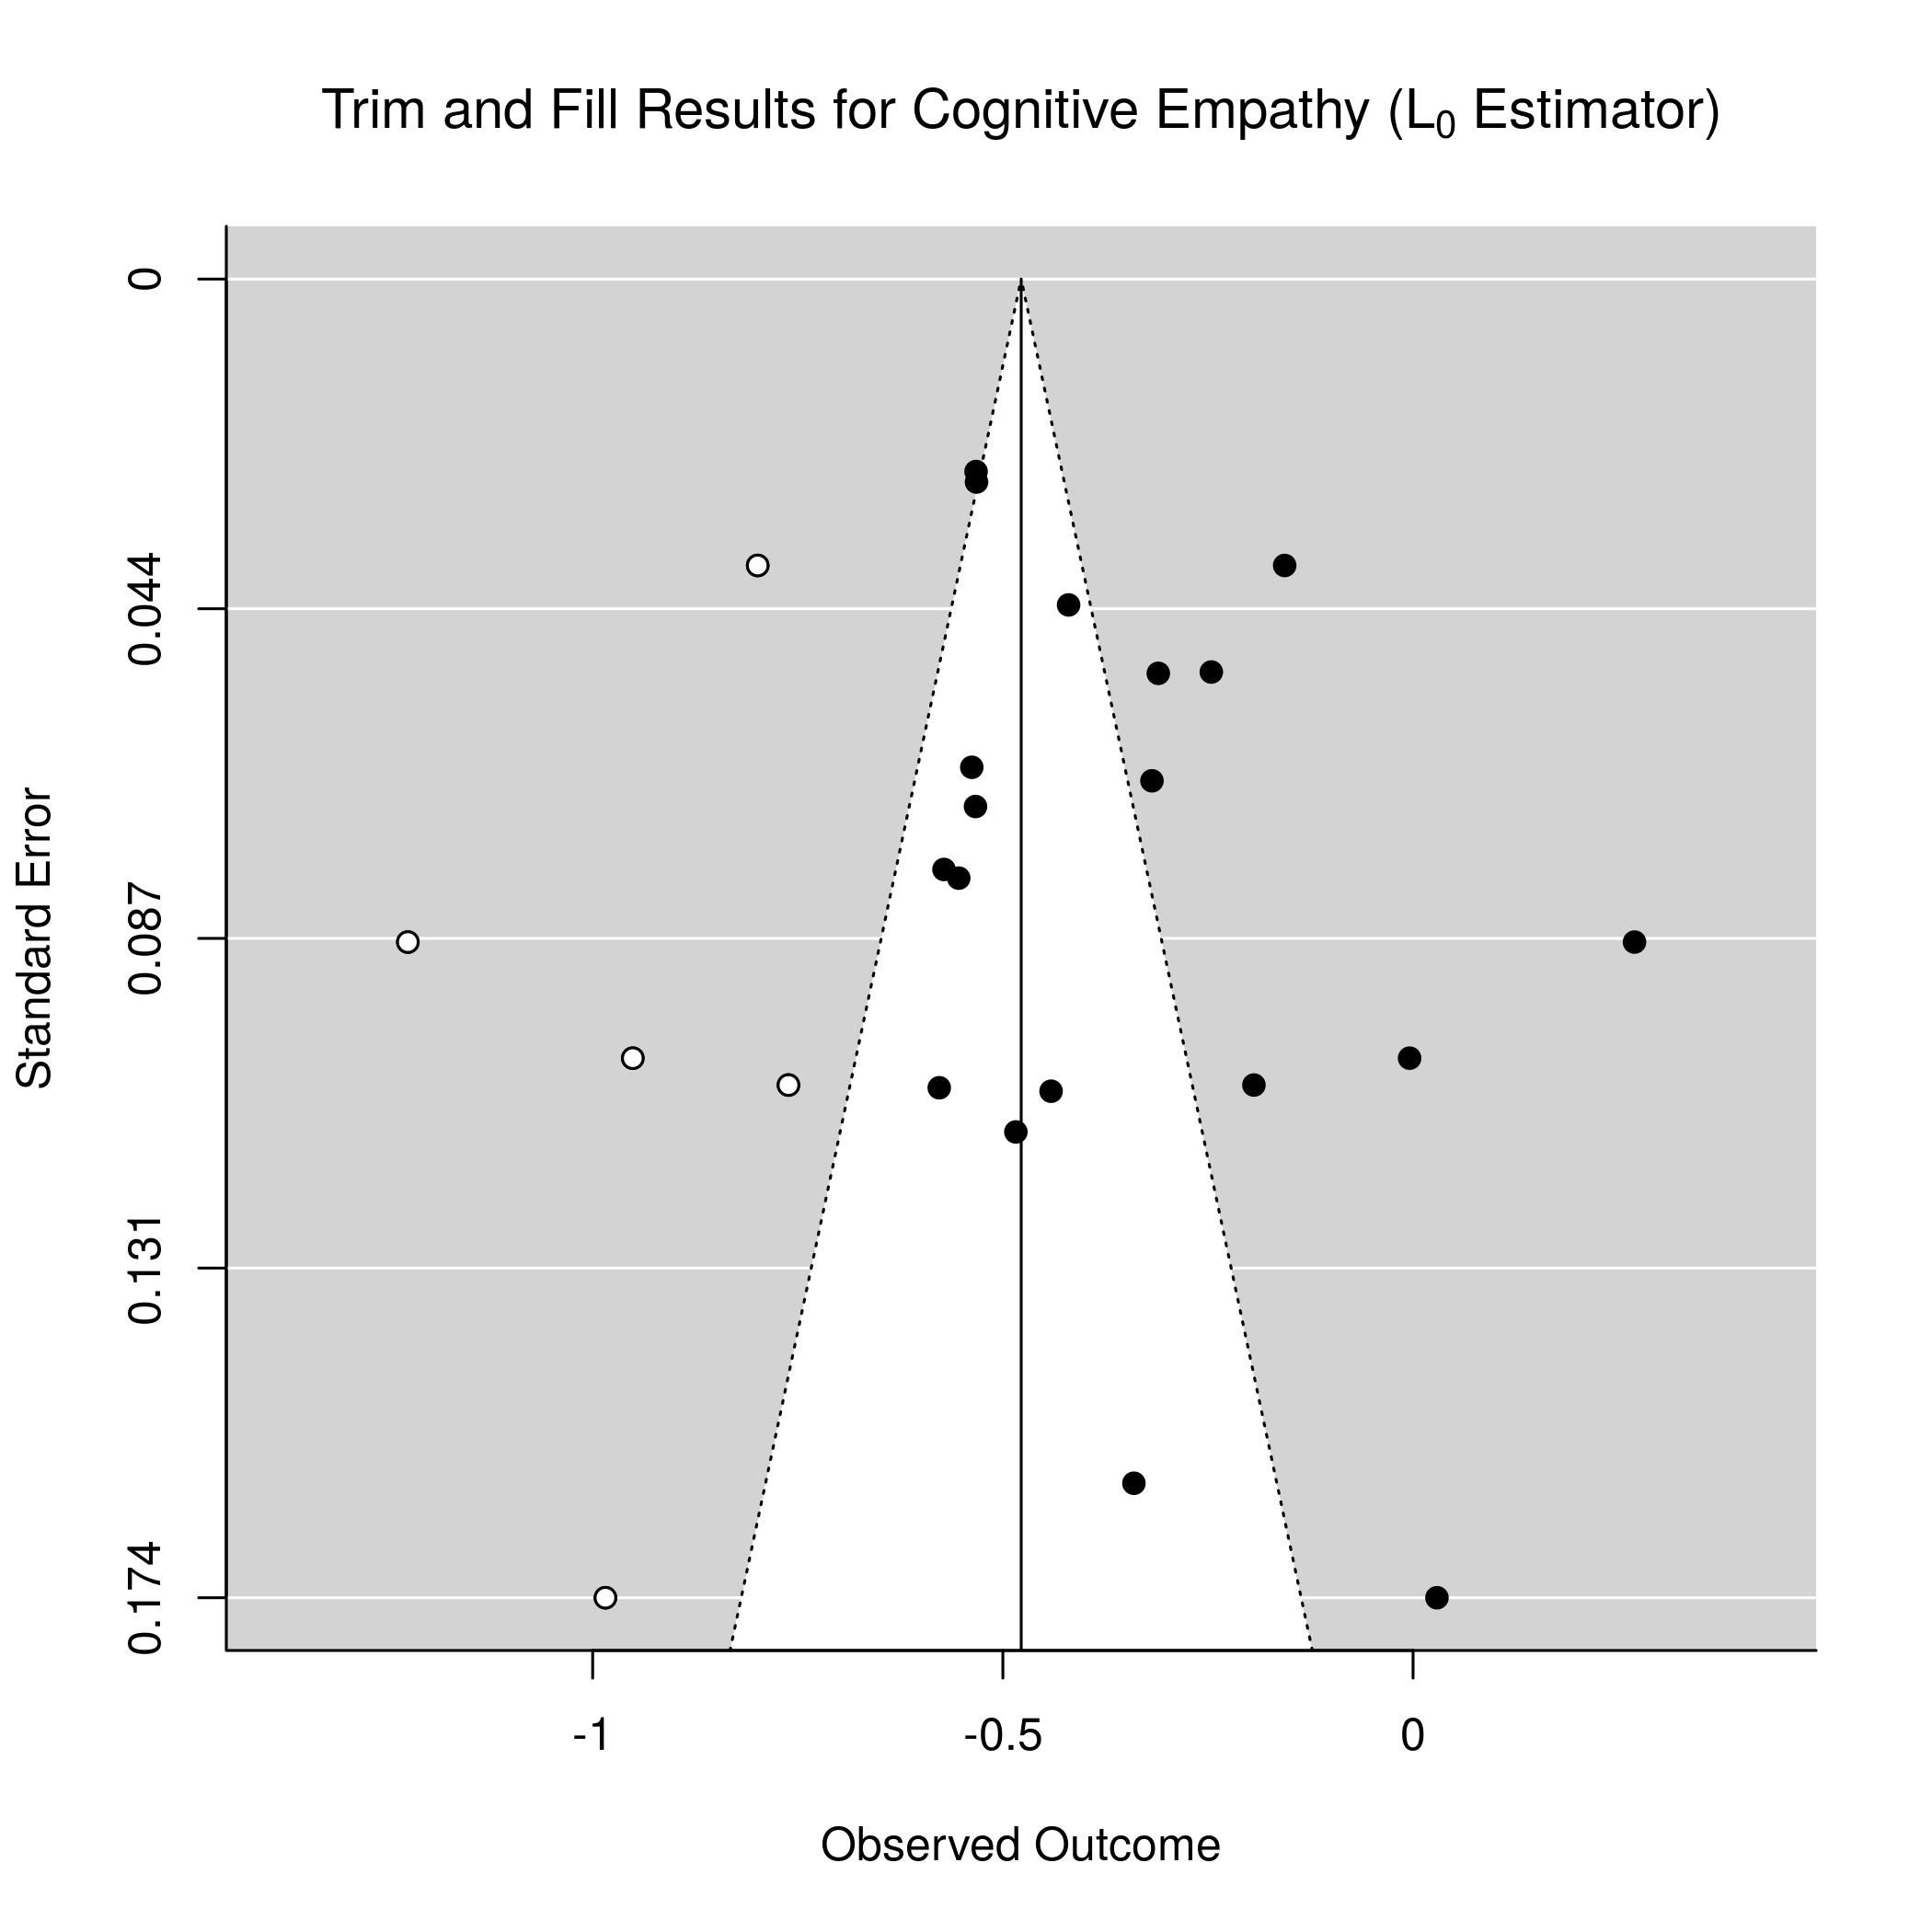 Trim and Fill Results for Cognitive Empathy (L₀ Estimator)
Standard Error
0
0.044
0.087
0.131
0.174
-1
-0.5
0
Observed Outcome